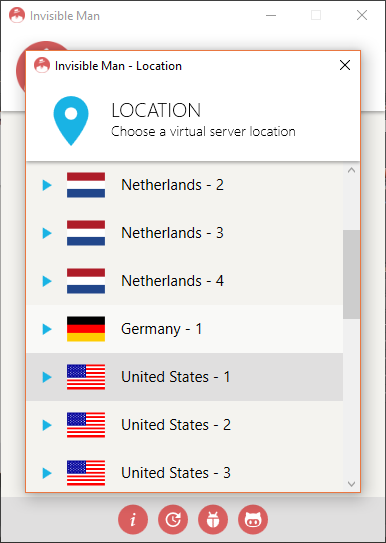 Invisible Man
Invisible Man - Location
LOCATION
Choose a virtual server location
Netherlands - 2
Netherlands - 3
Netherlands - 4
Germany - 1
United States - 1
United States - 2
United States - 3
i